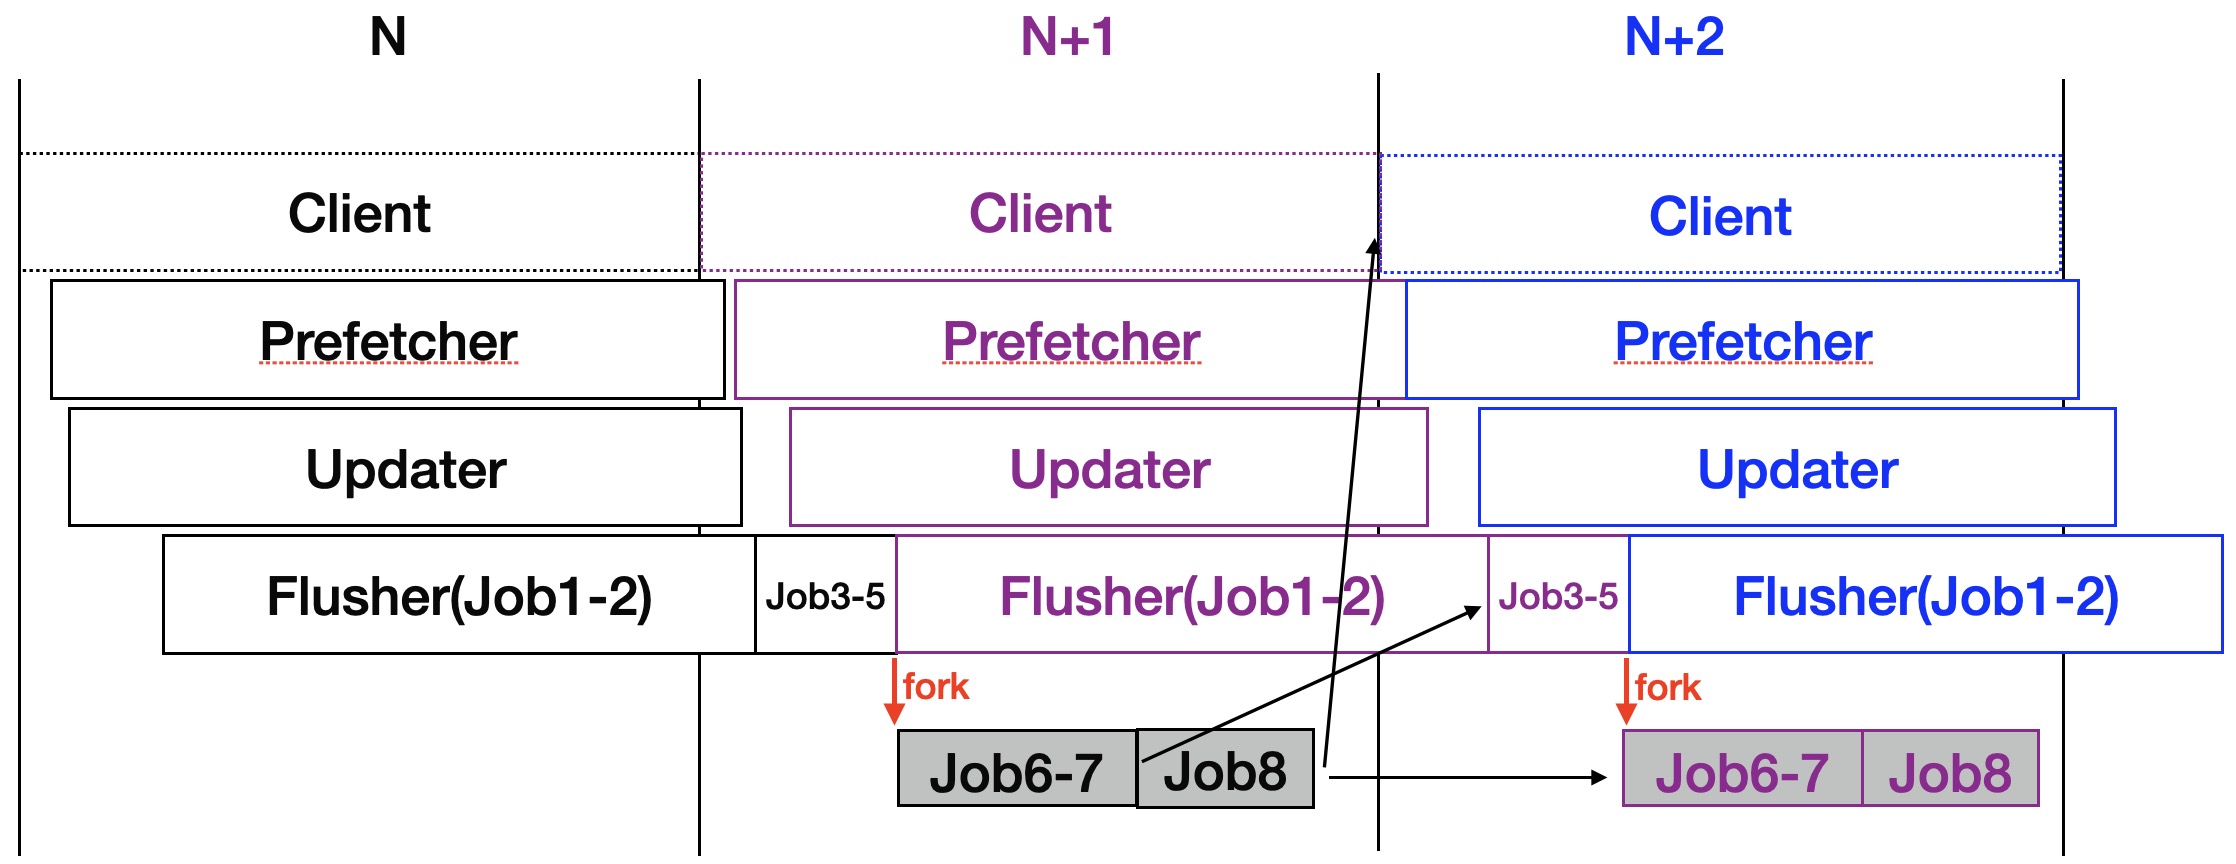 N
N+1
N+2
Client
Client
Client
Prefetcher
Prefetcher
Prefetcher
Updater
Updater
Updater
Flusher(Job1-2)
Job3-5
Flusher(Job1-2)
Job3-5
Flusher(Job1-2)
fork
fork
Job6-7
Job8
Job6-7
Job8